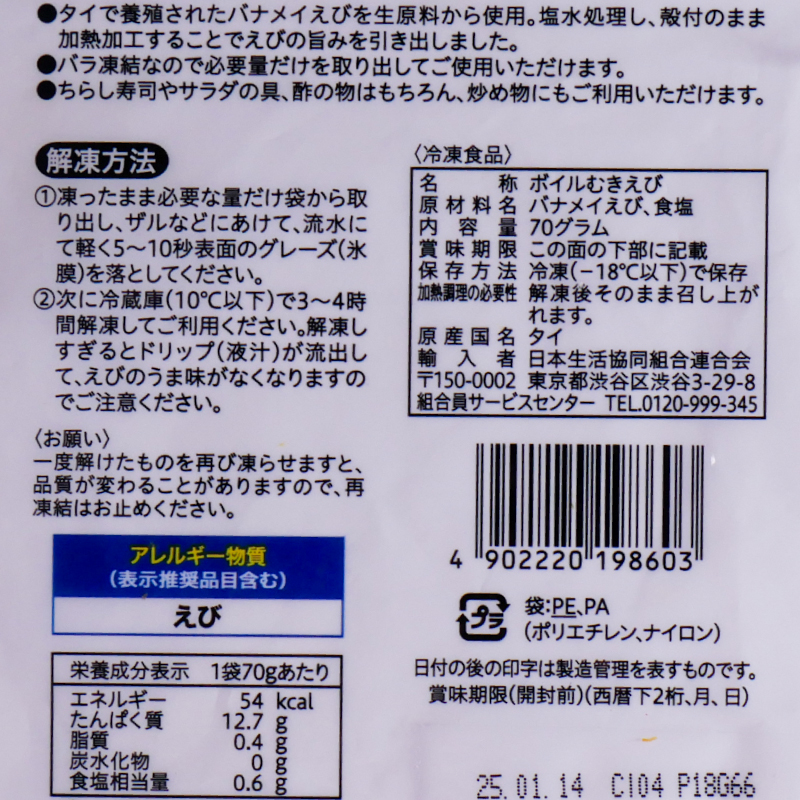 ●タイで養殖されたバナメイえびを生原料から使用。塩水処理し、殻付のまま
加熱加工することでえびの旨みを引き出しました。
●バラ凍結なので必要量だけを取り出してご使用いただけます。
●ちらし寿司やサラダの具、酢の物はもちろん、炒め物にもご利用いただけます。
解凍方法
①凍ったまま必要な量だけ袋から取
り出し、ザルなどにあけて、流水に
て軽く5〜10秒表面のグレーズ(氷
膜)を落としてください。
②次に冷蔵庫(10℃以下)で3〜4時
間解凍してご利用ください。解凍し
すぎるとドリップ(液汁)が流出し
て、えびのうま味がなくなりますの
でご注意ください。
〈お願い〉
一度解けたものを再び凍らせますと、
品質が変わることがありますので、再
凍結はお止めください。
アレルギー物質
(表示推奨品目含む)
えび
栄養成分表示 1袋70gあたり
エネルギー 54 kcal
たんぱく質 12.7 g
脂質 0.4 g
炭水化物 0 g
食塩相当量 0.6 g
〈冷凍食品〉
名称 ボイルむきえび
原材料名 バナメイえび、食塩
内容量 70グラム
賞味期限 この面の下部に記載
保存方法 冷凍(−18℃以下)で保存
加熱調理の必要性 解凍後そのまま召し上が
れます。
原産国名 タイ
輸入者 日本生活協同組合連合会
〒150-0002 東京都渋谷区渋谷3-29-8
組合員サービスセンター TEL.0120-999-345
4 902220 198603
プラ 袋:PE、PA
(ポリエチレン、ナイロン)
日付の後の印字は製造管理を表すものです。
賞味期限(開封前)(西暦下2桁、月、日)
25.01.14 CI04 P18G66